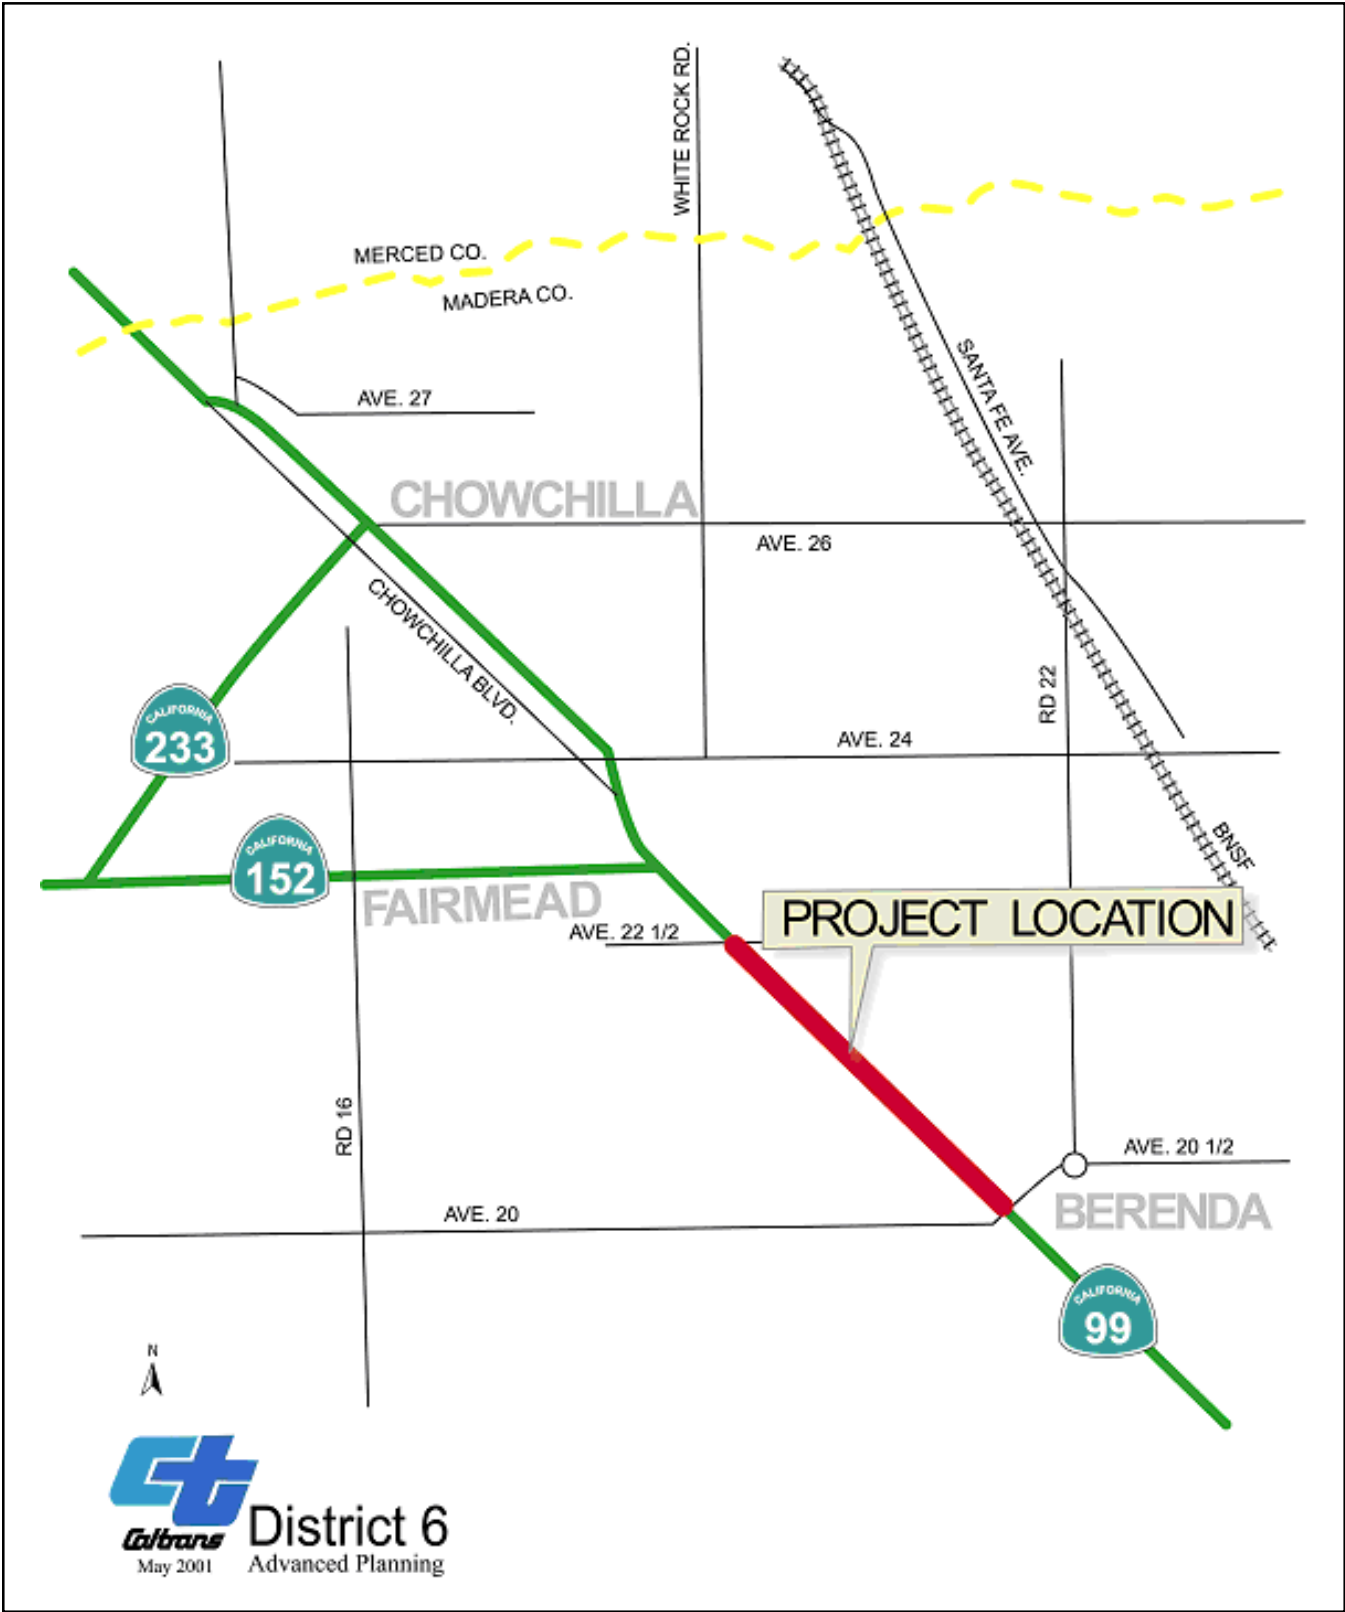 WHITE ROCK RD.
MERCED CO.
MADERA CO.
SANTA FE AVE.
AVE. 27
CHOWCHILLA
AVE. 26
CHOWCHILLA BLVD.
RD 22
CALIFORNIA
233
AVE. 24
CALIFORNIA
152
BNSF
FAIRMEAD
PROJECT LOCATION
AVE. 22 1/2
RD 16
AVE. 20 1/2
AVE. 20
BERENDA
CALIFORNIA
99
N
ct
Caltrans
District 6
May 2001
Advanced Planning